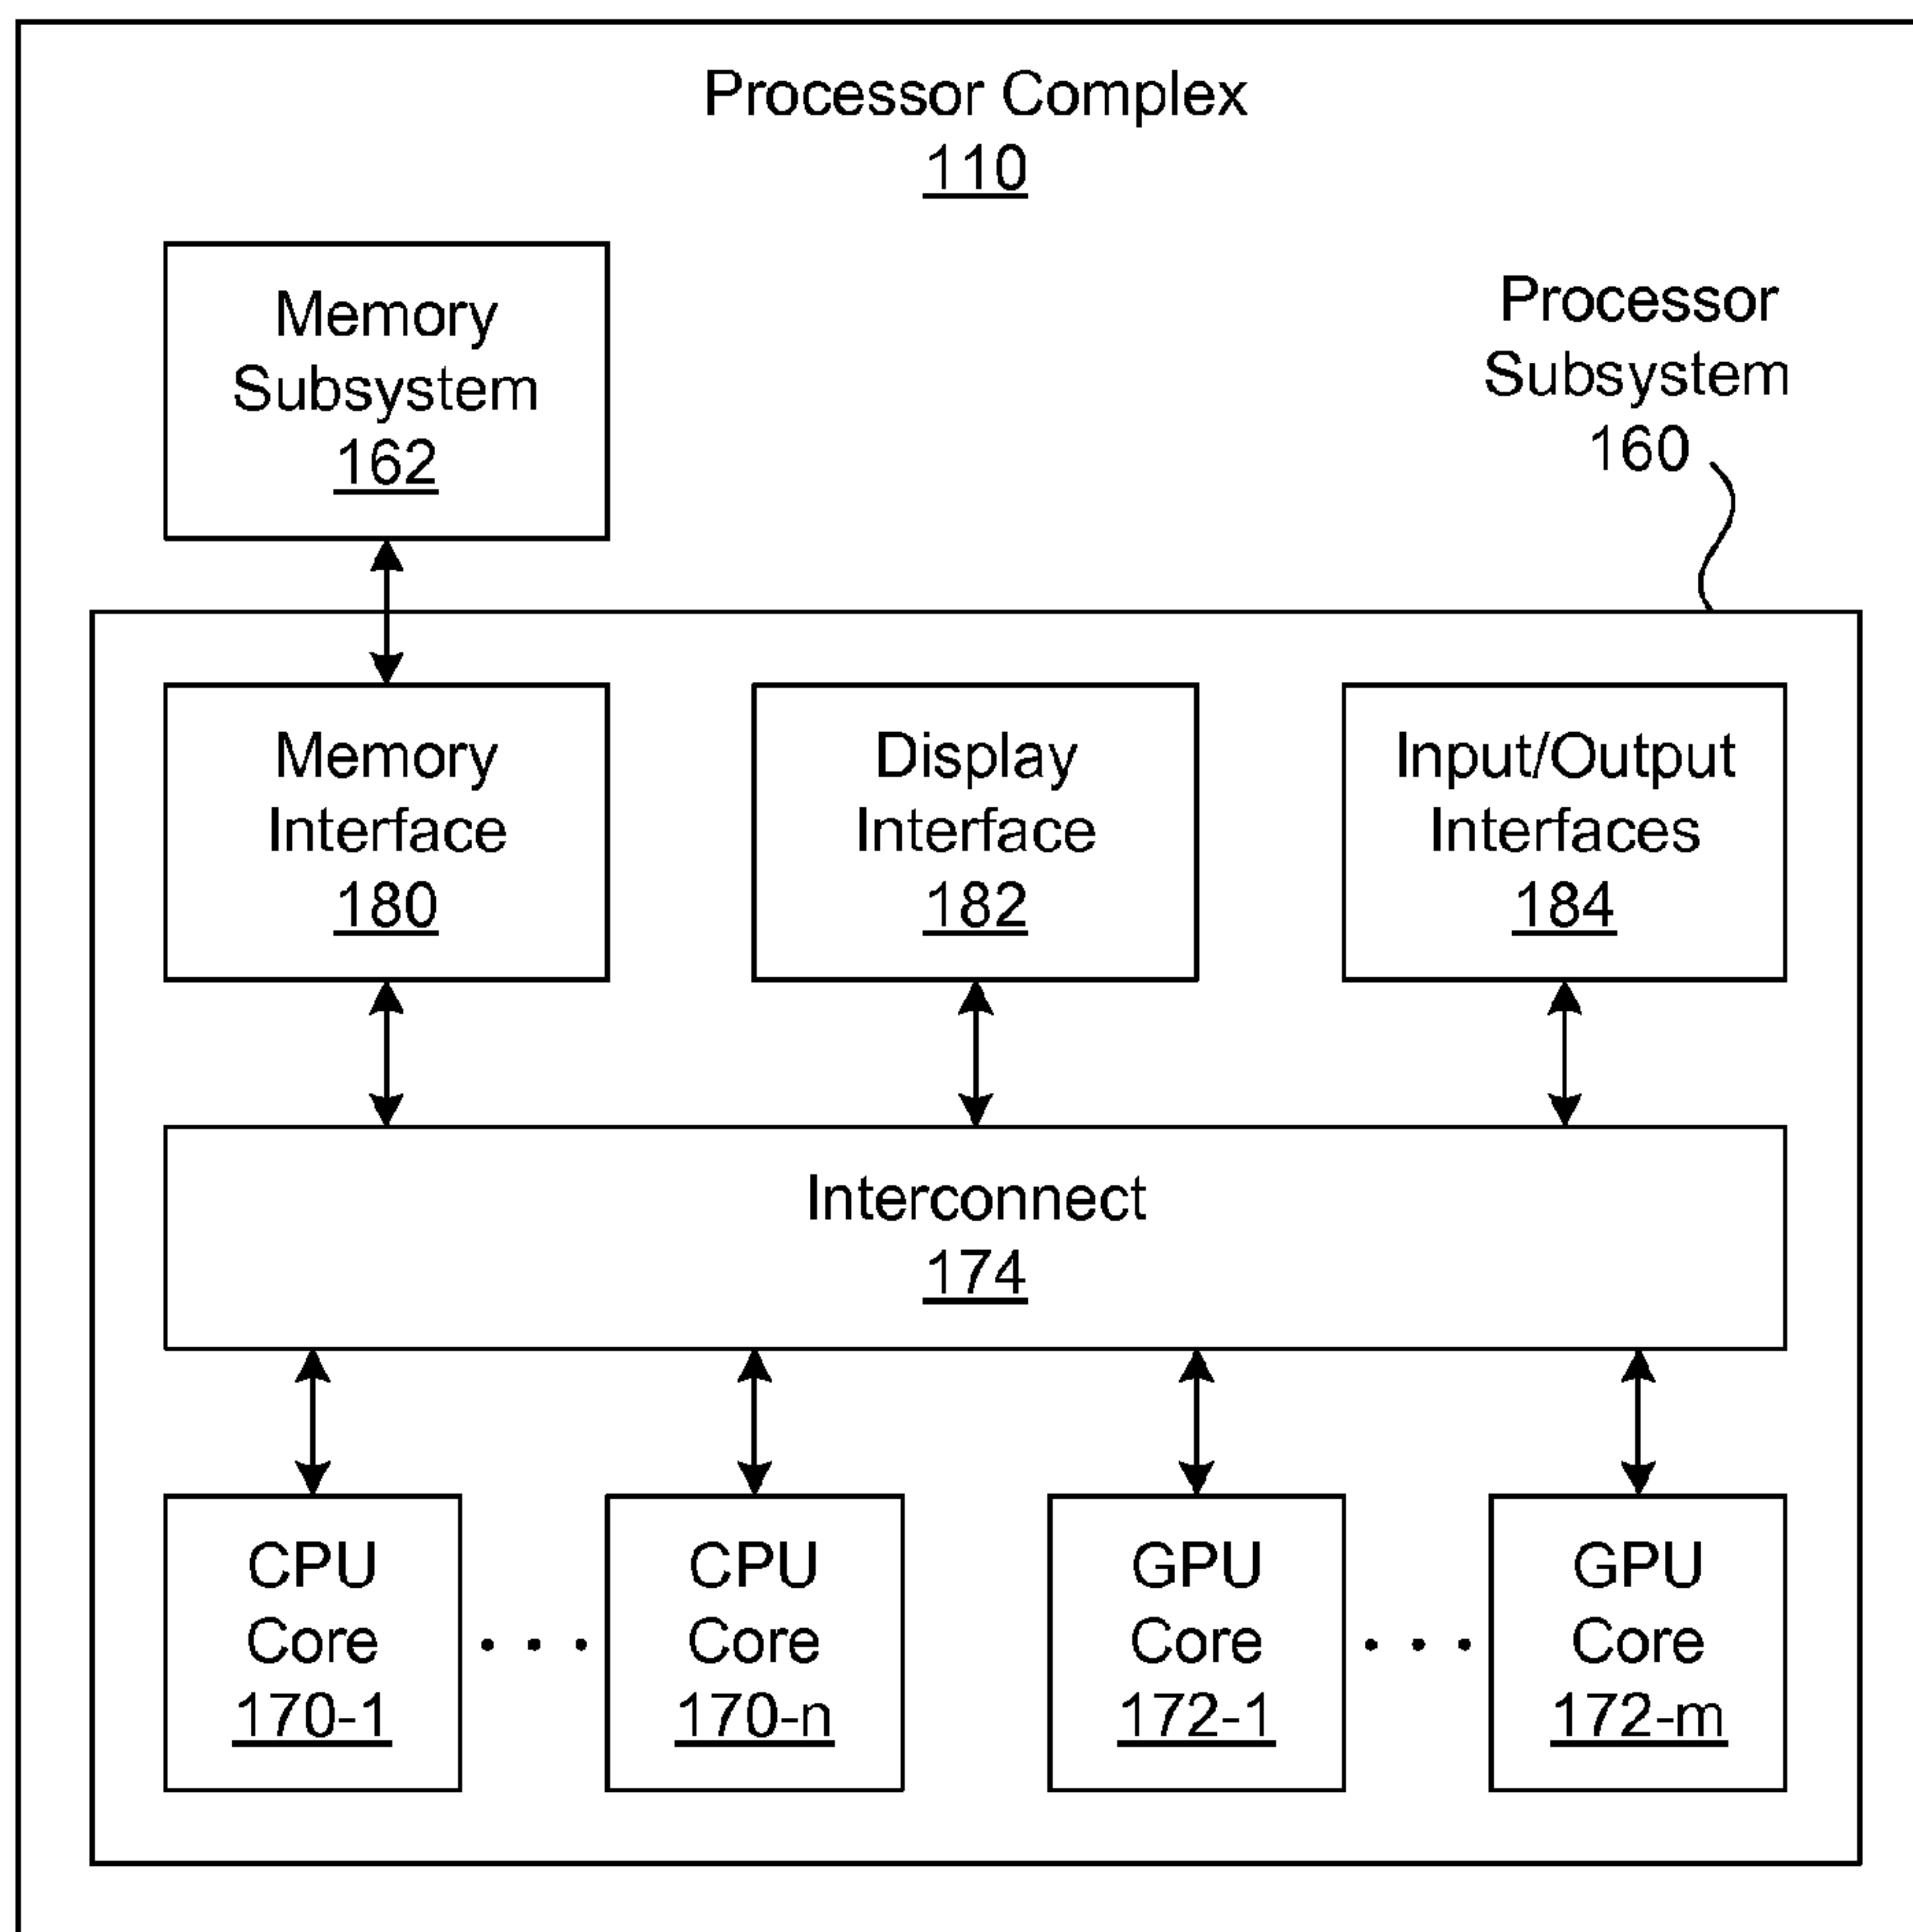 Processor Complex
110
Memory
Subsystem
162
Processor
Subsystem
160
Memory
Interface
180
Display
Interface
182
Input/Output
Interfaces
184
Interconnect
174
CPU
Core
170-1
. . .
CPU
Core
170-n
GPU
Core
172-1
. . .
GPU
Core
172-m